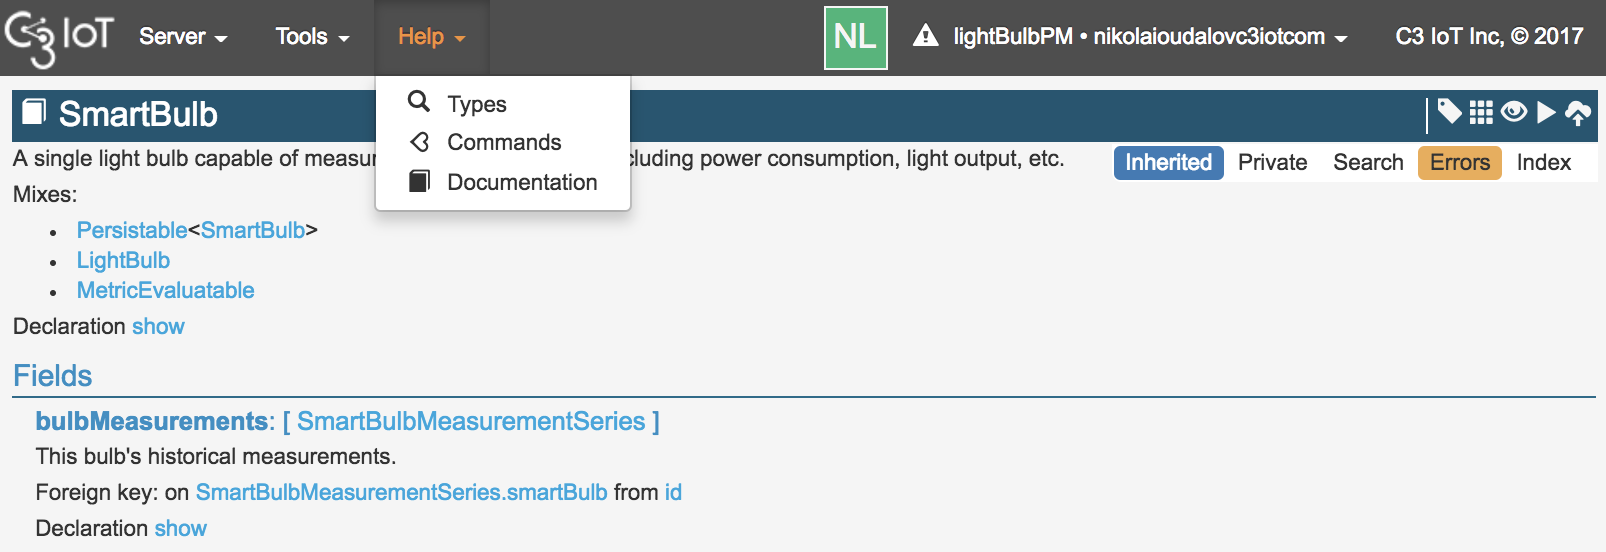 C3 IoT Server Tools Help NL lightBulbPM • nikolaioudalovc3iotcom C3 IoT Inc, © 2017
Types
Commands
Documentation
SmartBulb
A single light bulb capable of measur cluding power consumption, light output, etc.
Inherited Private Search Errors Index
Mixes:
• Persistable<SmartBulb>
• LightBulb
• MetricEvaluatable
Declaration show
Fields
bulbMeasurements: [ SmartBulbMeasurementSeries ]
This bulb's historical measurements.
Foreign key: on SmartBulbMeasurementSeries.smartBulb from id
Declaration show